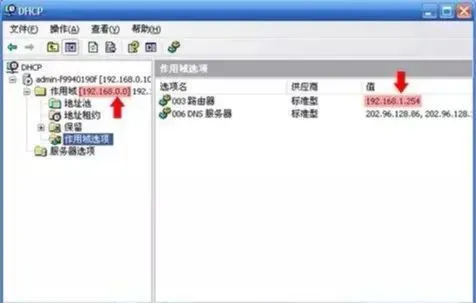 DHCP
文件(F) 操作(A) 查看(V) 帮助(H)
DHCP
admin-f9940190f [192.168.0.10
作用域 [192.168.0.0] 192.
地址池
地址租约
保留
作用域选项
服务器选项
作用域选项
选项名 供应商 值
003 路由器 标准型 192.168.1.254
006 DNS 服务器 标准型 202.96.128.86, 202.96.128.